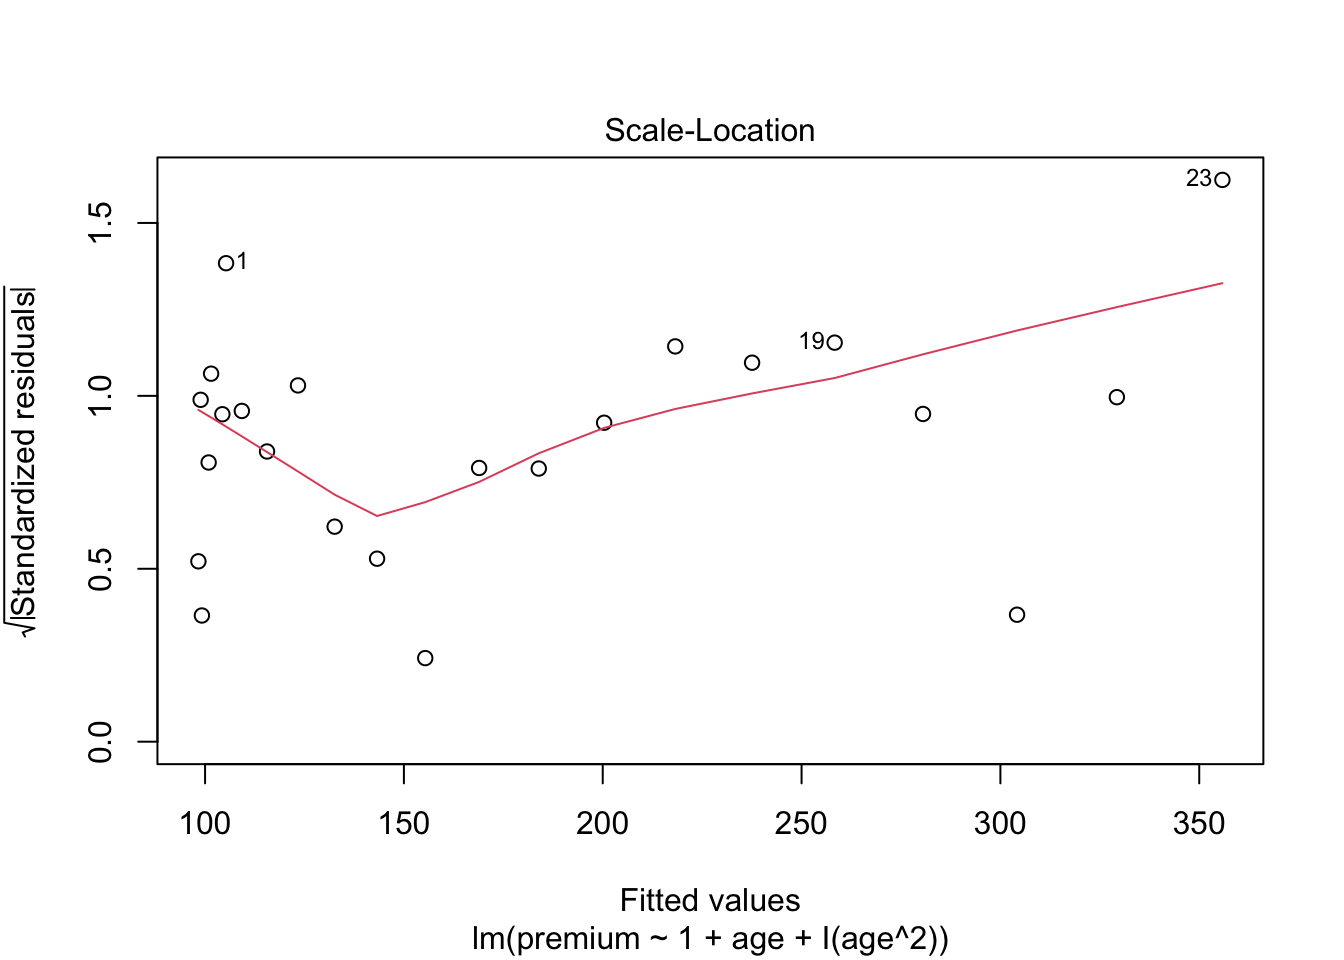 Scale-Location
√|Standardized residuals|
1.5
1.0
0.5
0.0
23
1
19
100 150 200 250 300 350
Fitted values
lm(premium ~ 1 + age + I(age^2))